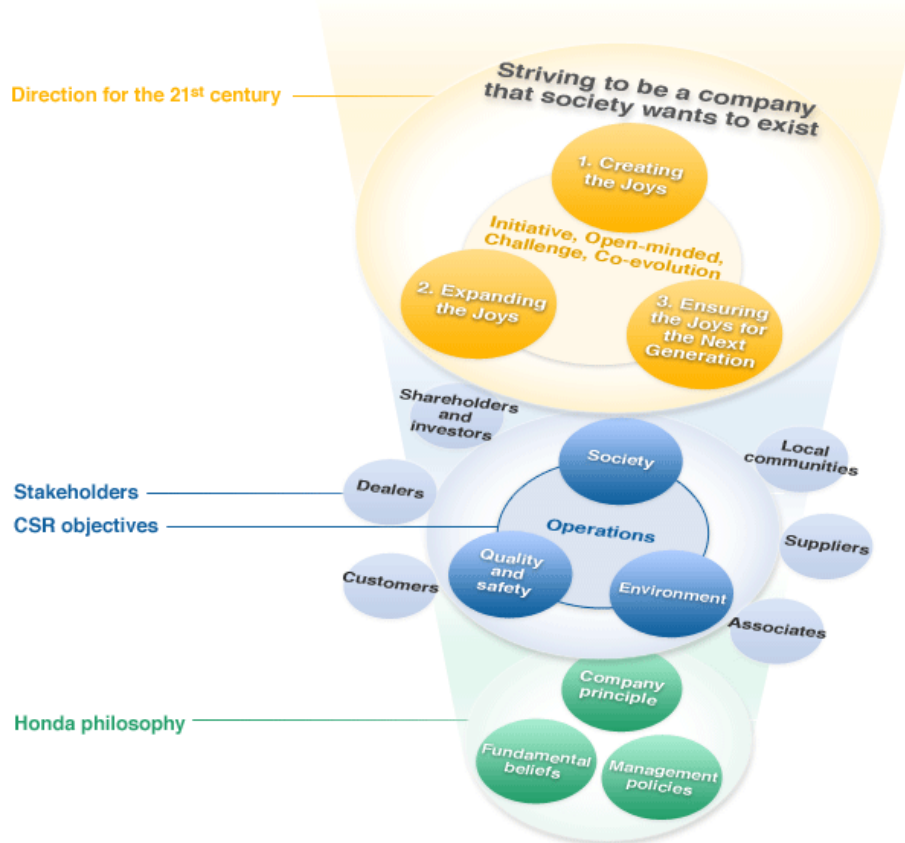 Striving to be a company
that society wants to exist
Direction for the 21st century
1. Creating
the Joys
Initiative, Open-minded,
Challenge, Co-evolution
2. Expanding
the Joys
3. Ensuring
the Joys for
the Next
Generation
Shareholders
and
investors
Society
Local
communities
Stakeholders
Dealers
CSR objectives
Operations
Suppliers
Customers
Quality
and
safety
Environment
Associates
Company
principle
Honda philosophy
Fundamental
beliefs
Management
policies